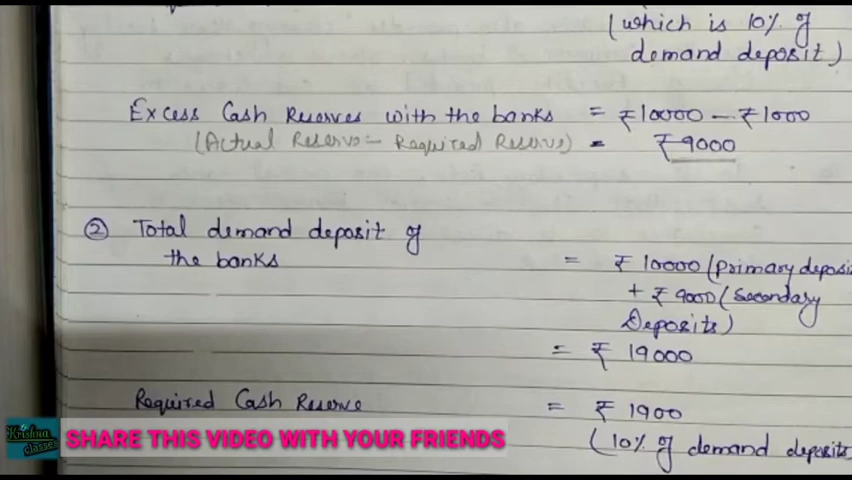 (which is 10% of
demand deposit)
Excess Cash Reserves with the banks = ₹10000 - ₹1000
(Actual Reserve - Required Reserve) = ₹9000
② Total demand deposit of
the banks = ₹10000 (Primary deposi
+ ₹9000 (Secondary
Deposits)
= ₹19000
Required Cash Reserve = ₹1900
(10% of demand deposits
Krishna
classes
SHARE THIS VIDEO WITH YOUR FRIENDS